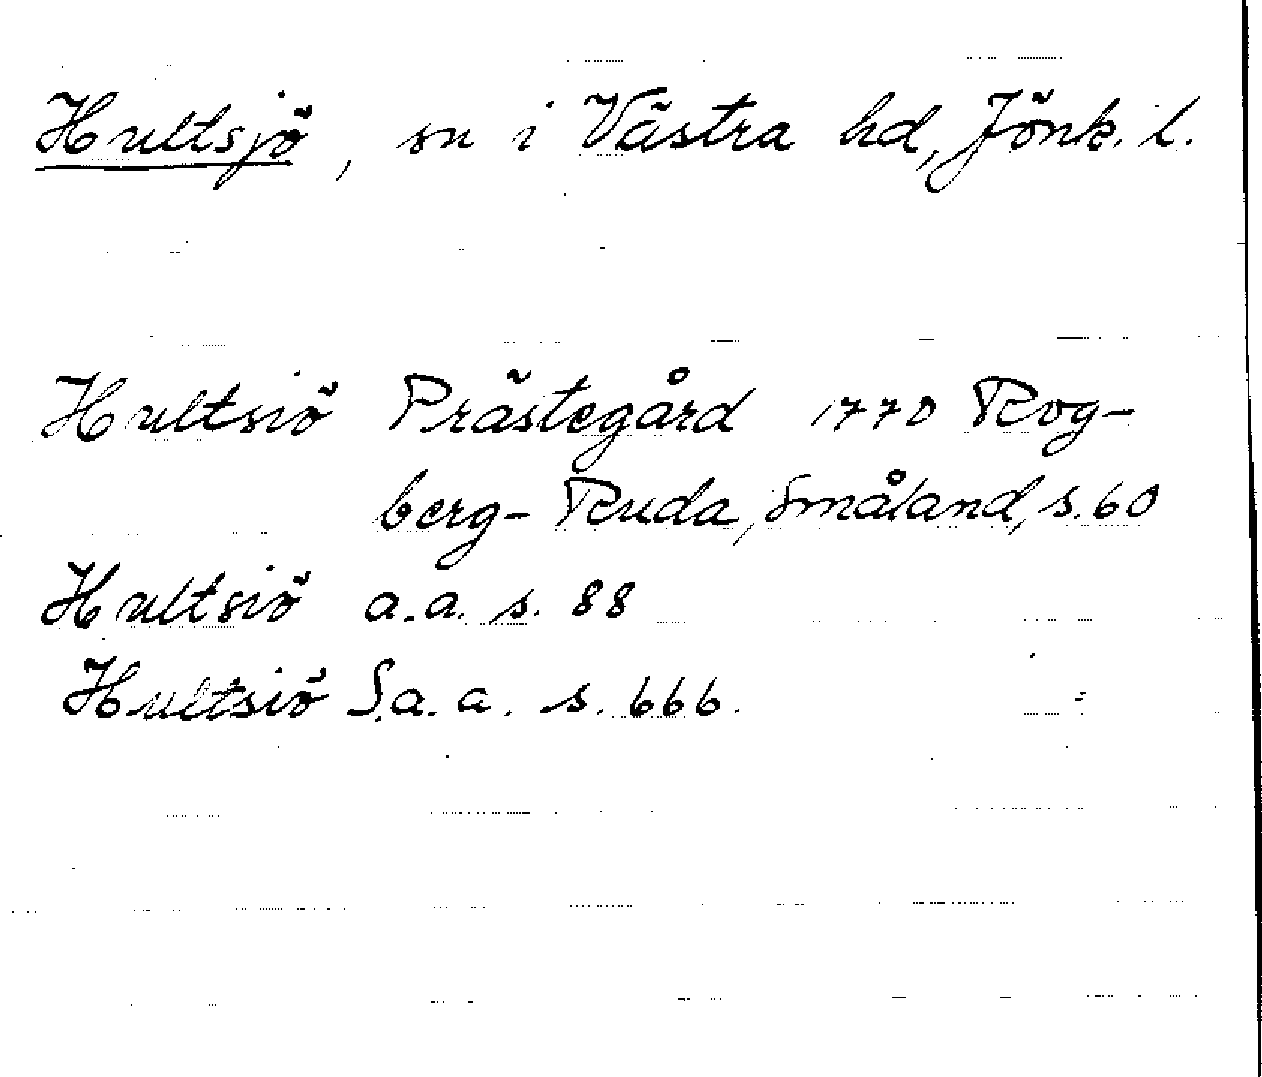 Hultsjö, sn i Västra hd, Jönk. l.
Hultsiö Prästegård 1770 Rog-
berg-Ruda, Småland, s. 60
Hultsiö a.a. s. 88
Hultsiö S. a. a. s. 666.